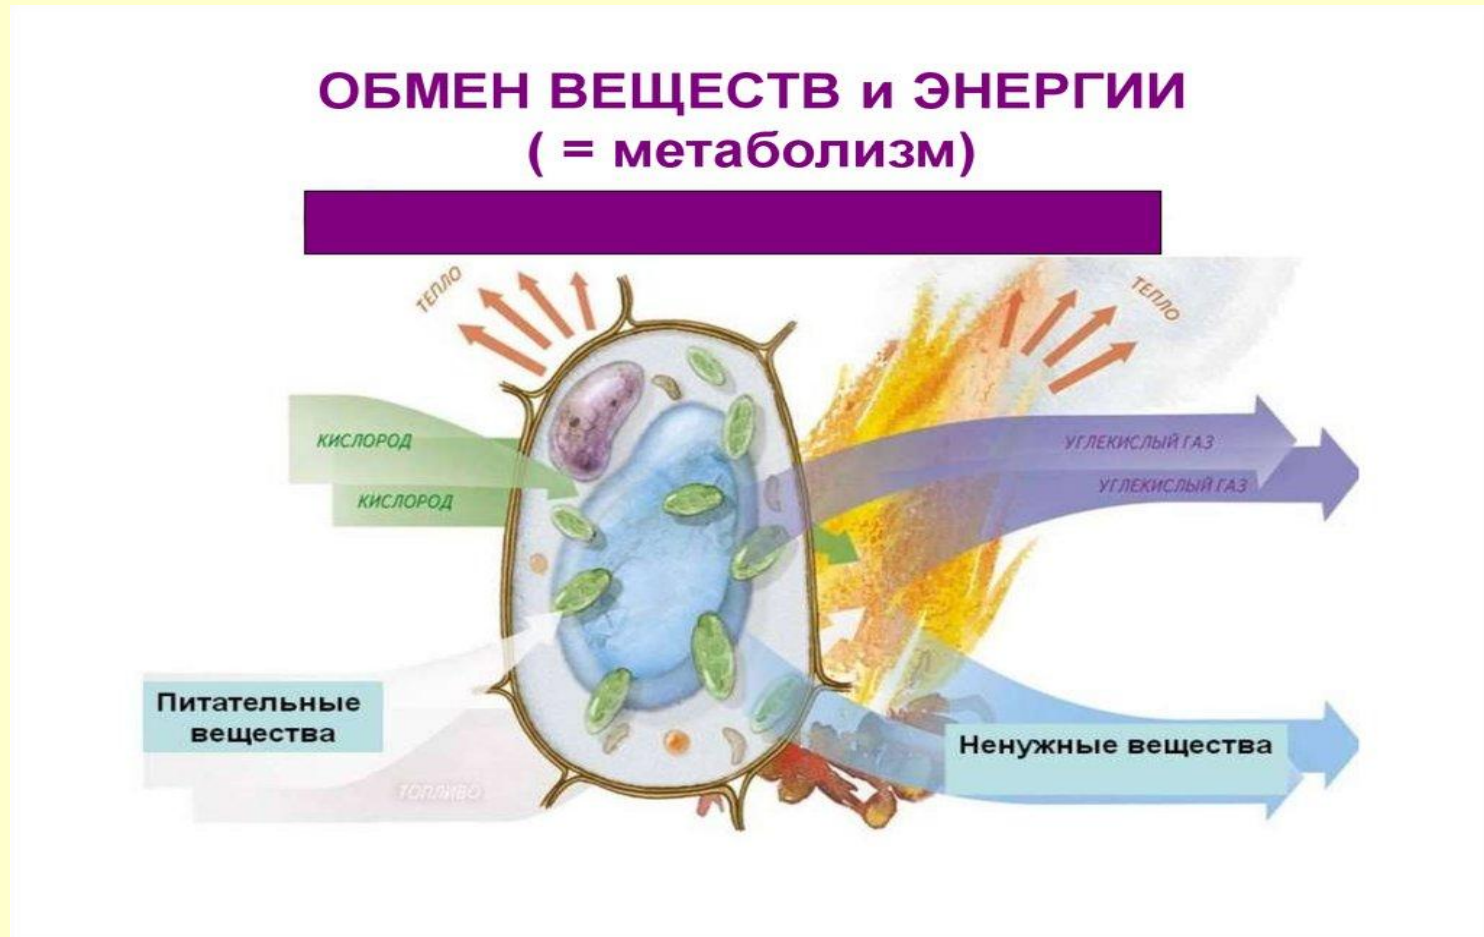 ОБМЕН ВЕЩЕСТВ и ЭНЕРГИИ
( = метаболизм)
ТЕПЛО
ТЕПЛО
КИСЛОРОД
КИСЛОРОД
УГЛЕКИСЛЫЙ ГАЗ
УГЛЕКИСЛЫЙ ГАЗ
Питательные
вещества
Ненужные вещества
ТОПЛИВО